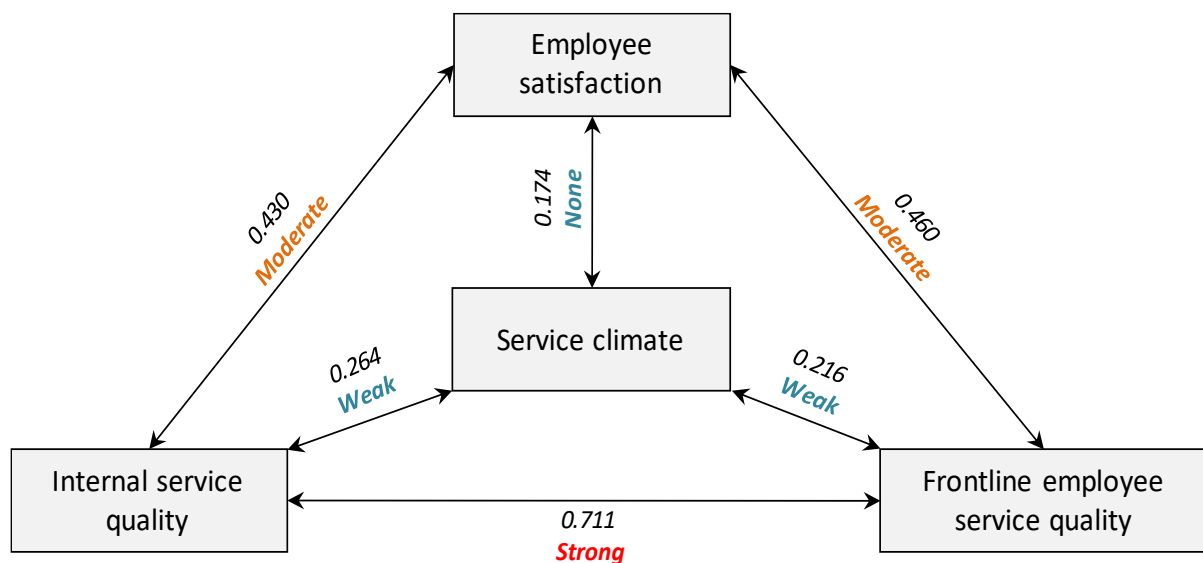 Employee
satisfaction
0.430
Moderate
0.174
None
0.460
Moderate
Service climate
0.264
Weak
0.216
Weak
Internal service
quality
Frontline employee
service quality
0.711
Strong